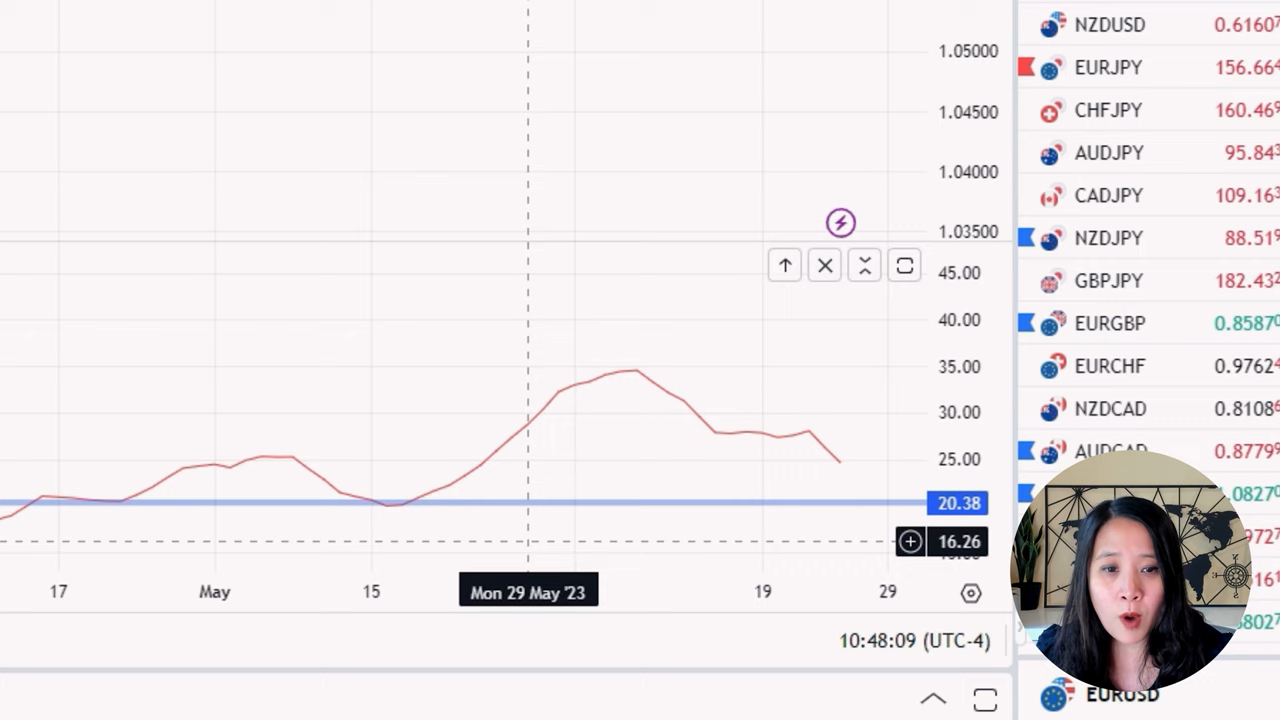 1.05000
1.04500
1.04000
1.03500
45.00
40.00
35.00
30.00
25.00
20.38
16.26
17 May 15 Mon 29 May '23 19 29
10:48:09 (UTC-4)
NZDUSD 0.61607
EURJPY 156.664
CHFJPY 160.469
AUDJPY 95.843
CADJPY 109.163
NZDJPY 88.519
GBPJPY 182.432
EURGBP 0.85870
EURCHF 0.97624
NZDCAD 0.81086
AUDCAD 0.87799
.08270
EURUSD